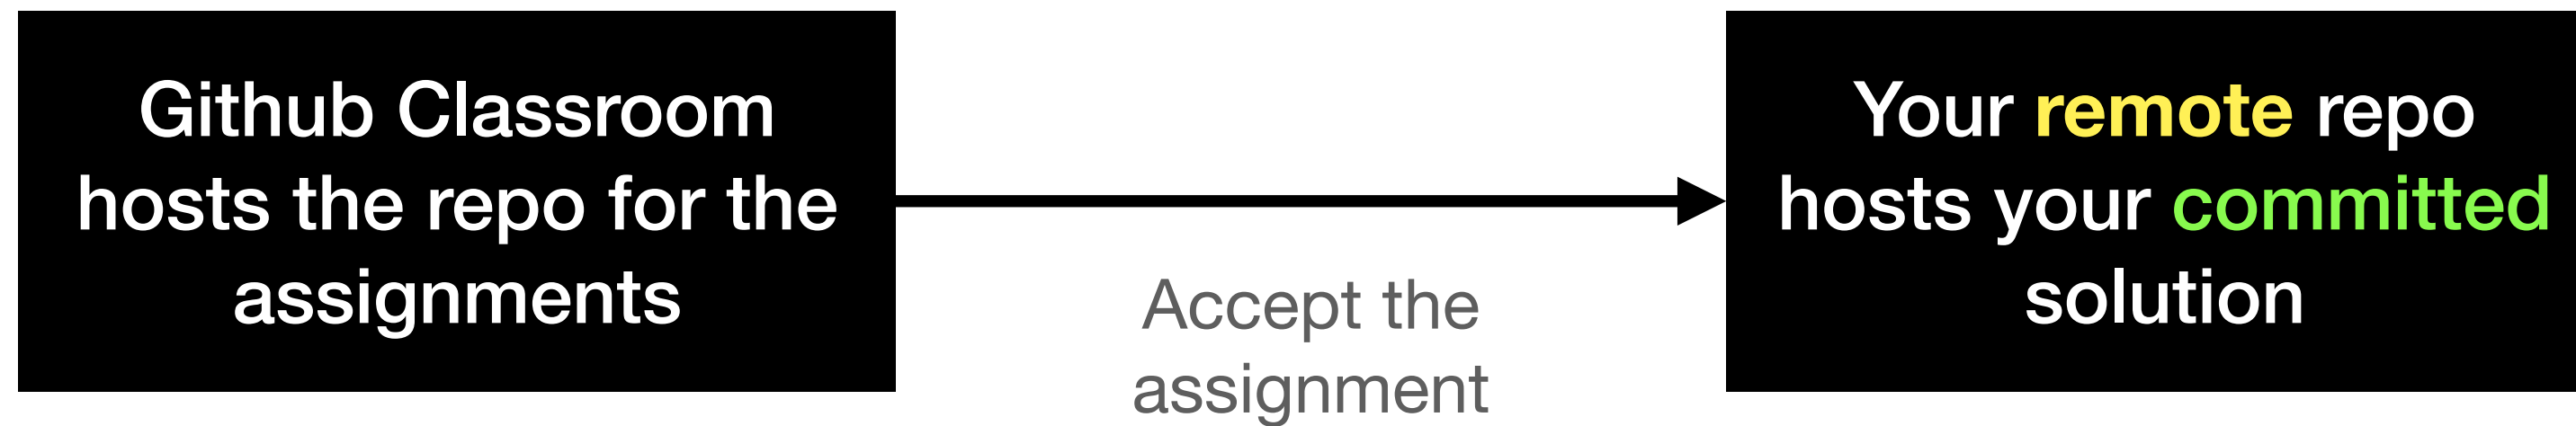 Github Classroom
hosts the repo for the
assignments
Accept the
assignment
Your remote repo
hosts your committed
solution